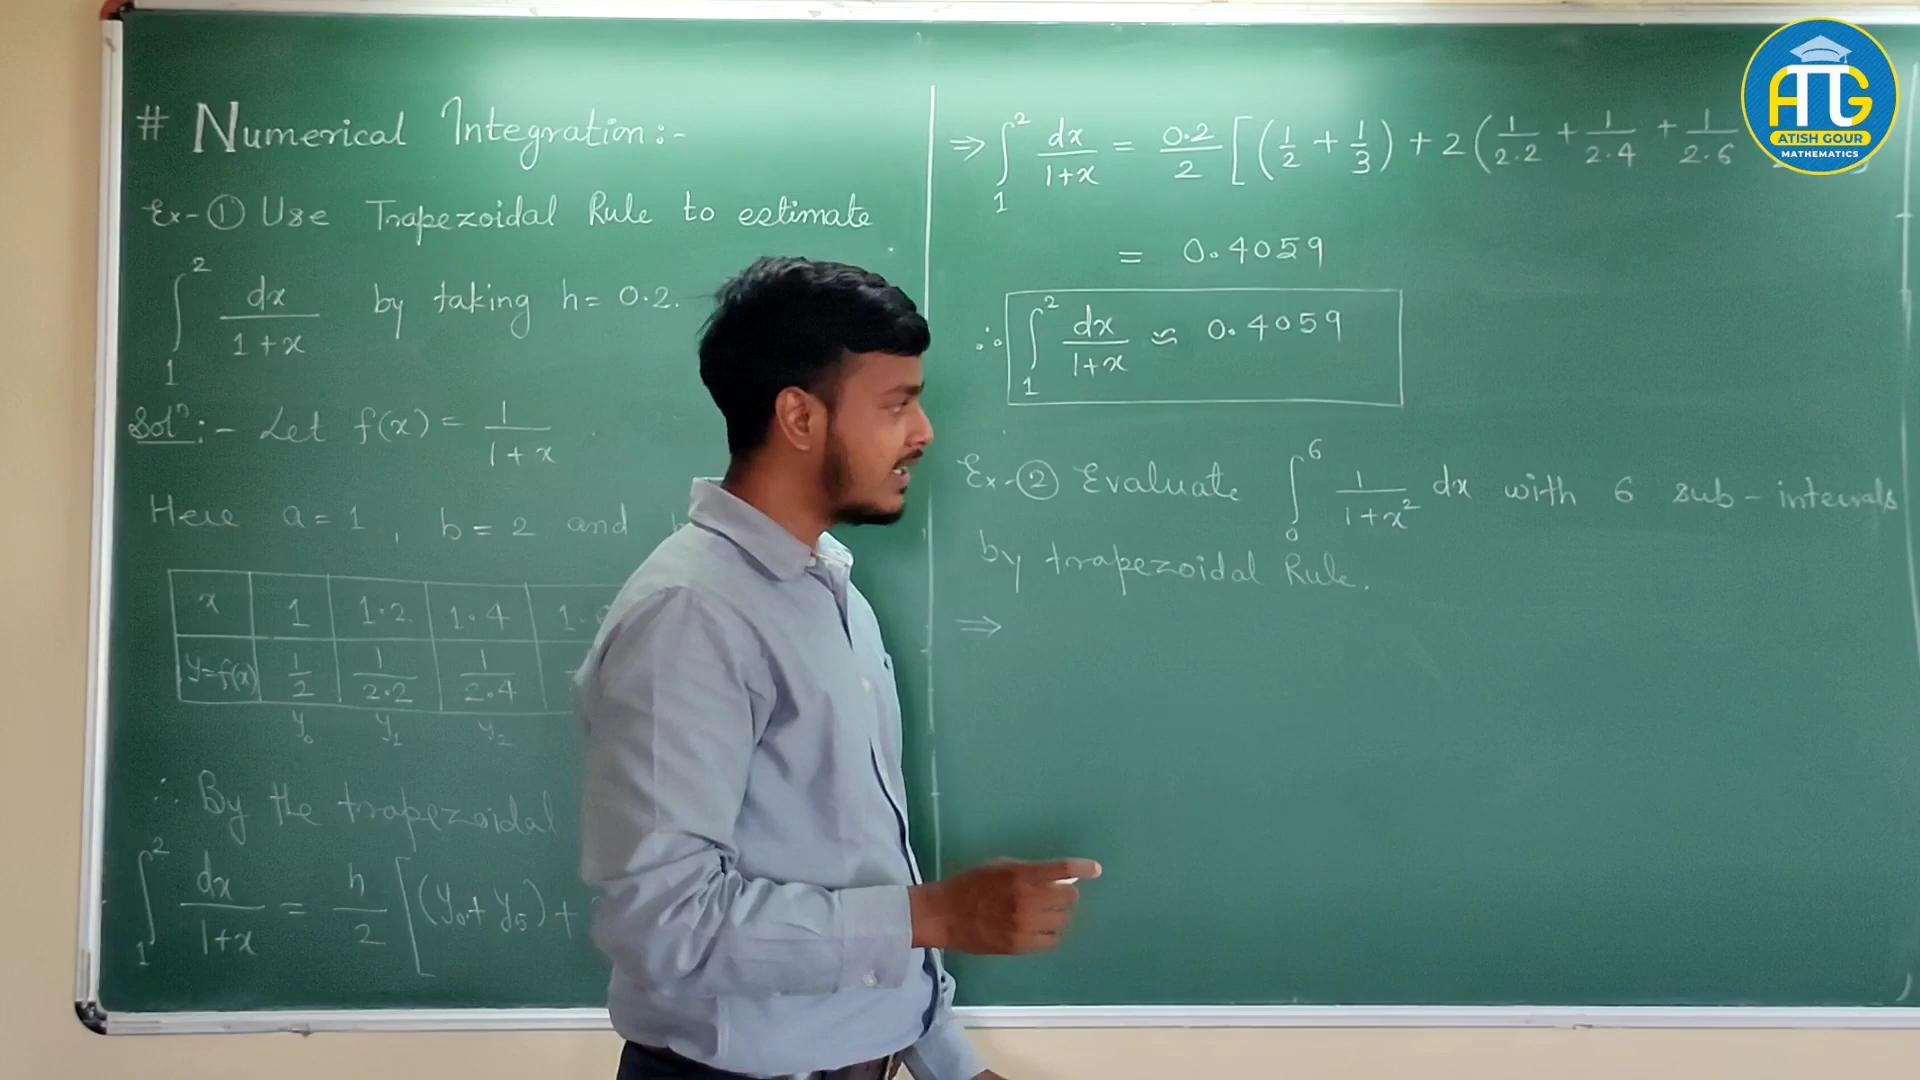 # Numerical Integration:-
Ex-① Use Trapezoidal Rule to estimate
∫₁² dx/(1+x) by taking h= 0.2.
Solⁿ:- Let f(x) = 1/(1+x)
Here a=1, b=2 and
x | 1 | 1.2 | 1.4 | 1.
y=f(x) | 1/2 | 1/2.2 | 1/2.4
y₀ y₁ y₂
∴ By the trapezoidal
∫₁² dx/(1+x) = h/2 [(y₀+y₅)+
⇒ ∫₁² dx/(1+x) = 0.2/2 [(1/2 + 1/3) + 2(1/2.2 + 1/2.4 + 1/2.6
= 0.4059
∴ ∫₁² dx/(1+x) ≈ 0.4059
Ex-② Evaluate ∫₀⁶ 1/(1+x²) dx with 6 sub-intervals
by trapezoidal Rule.
⇒
ATG
ATISH GOUR
MATHEMATICS